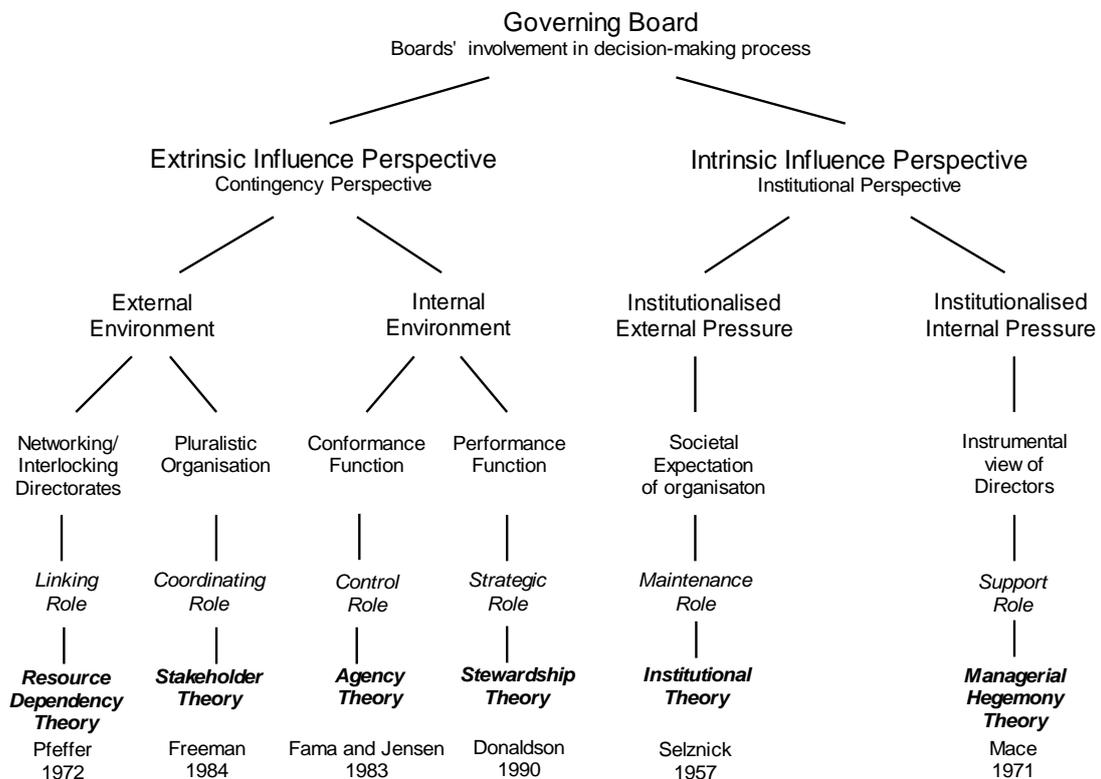 Governing Board
Boards' involvement in decision-making process
Extrinsic Influence Perspective
Contingency Perspective
Intrinsic Influence Perspective
Institutional Perspective
External
Environment
Internal
Environment
Institutionalised
External Pressure
Institutionalised
Internal Pressure
Networking/
Interlocking
Directorates
Pluralistic
Organisation
Conformance
Function
Performance
Function
Societal
Expectation
of organisaton
Instrumental
view of
Directors
Linking
Role
Coordinating
Role
Control
Role
Strategic
Role
Maintenance
Role
Support
Role
Resource
Dependency
Theory
Stakeholder
Theory
Agency
Theory
Stewardship
Theory
Institutional
Theory
Managerial
Hegemony
Theory
Pfeffer
1972
Freeman
1984
Fama and Jensen
1983
Donaldson
1990
Selznick
1957
Mace
1971